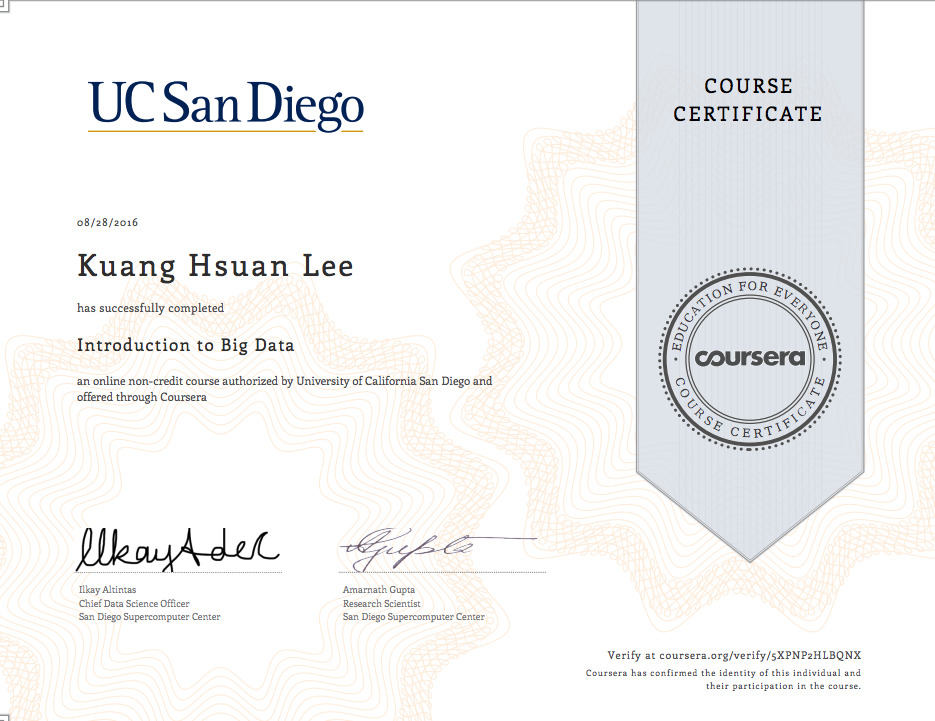 UC San Diego
COURSE
CERTIFICATE
08/28/2016
Kuang Hsuan Lee
has successfully completed
Introduction to Big Data
an online non-credit course authorized by University of California San Diego and
offered through Coursera
EDUCATION FOR EVERYONE
coursera
COURSE CERTIFICATE
Ilkay Altintas
Chief Data Science Officer
San Diego Supercomputer Center
Amarnath Gupta
Research Scientist
San Diego Supercomputer Center
Verify at coursera.org/verify/5XPNP2HLBQNX
Coursera has confirmed the identity of this individual and
their participation in the course.